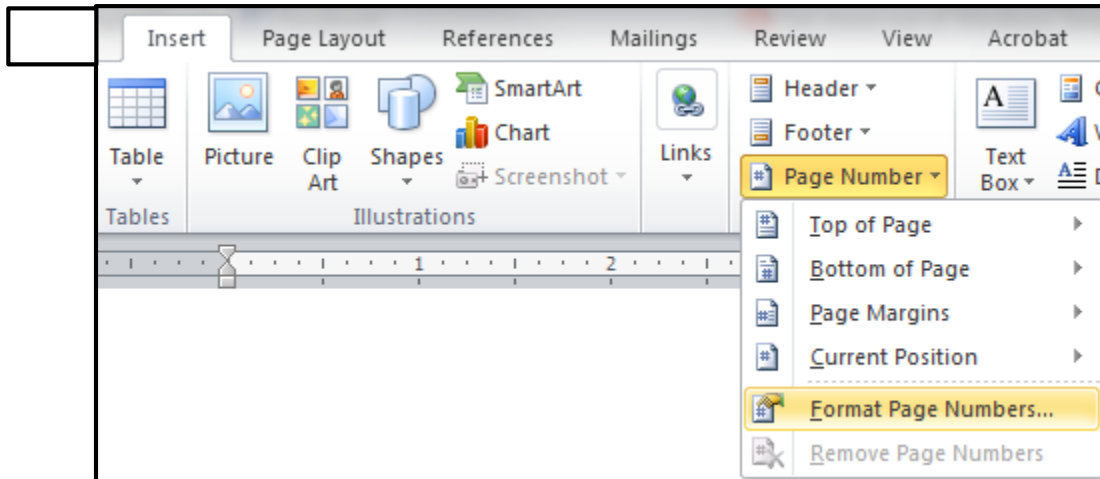 Insert Page Layout References Mailings Review View Acrobat
SmartArt
Header
A
Chart
Footer
Table Picture Clip Art Shapes Links Text Box
Screenshot
Page Number
Tables Illustrations
Top of Page
1 2
Bottom of Page
Page Margins
Current Position
Format Page Numbers...
Remove Page Numbers